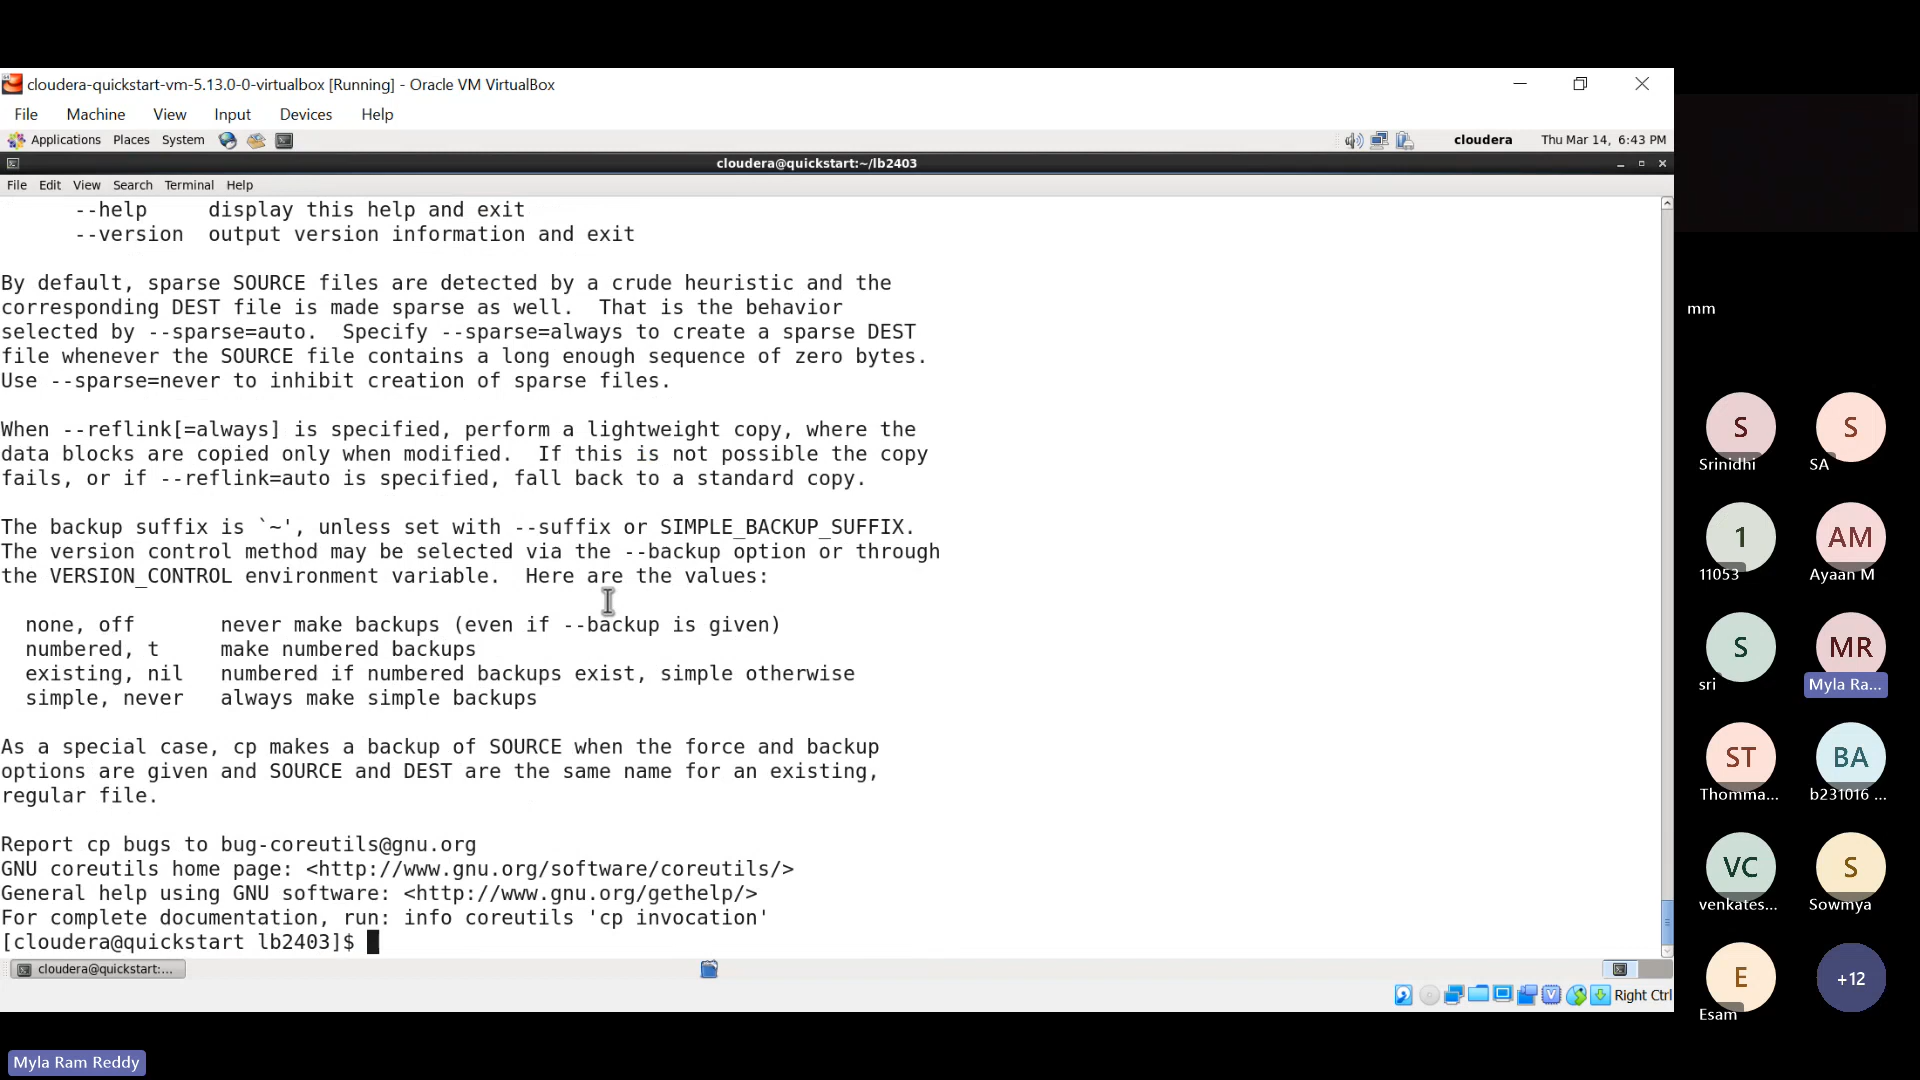 cloudera-quickstart-vm-5.13.0-0-virtualbox [Running] - Oracle VM VirtualBox
File Machine View Input Devices Help
Applications Places System cloudera Thu Mar 14, 6:43 PM
cloudera@quickstart:~/lb2403
File Edit View Search Terminal Help
--help display this help and exit
--version output version information and exit
By default, sparse SOURCE files are detected by a crude heuristic and the
corresponding DEST file is made sparse as well. That is the behavior
selected by --sparse=auto. Specify --sparse=always to create a sparse DEST
file whenever the SOURCE file contains a long enough sequence of zero bytes.
Use --sparse=never to inhibit creation of sparse files.
When --reflink[=always] is specified, perform a lightweight copy, where the
data blocks are copied only when modified. If this is not possible the copy
fails, or if --reflink=auto is specified, fall back to a standard copy.
The backup suffix is `~', unless set with --suffix or SIMPLE_BACKUP_SUFFIX.
The version control method may be selected via the --backup option or through
the VERSION_CONTROL environment variable. Here are the values:
none, off never make backups (even if --backup is given)
numbered, t make numbered backups
existing, nil numbered if numbered backups exist, simple otherwise
simple, never always make simple backups
As a special case, cp makes a backup of SOURCE when the force and backup
options are given and SOURCE and DEST are the same name for an existing,
regular file.
Report cp bugs to bug-coreutils@gnu.org
GNU coreutils home page: <http://www.gnu.org/software/coreutils/>
General help using GNU software: <http://www.gnu.org/gethelp/>
For complete documentation, run: info coreutils 'cp invocation'
[cloudera@quickstart lb2403]$
cloudera@quickstart:...
Right Ctrl
mm
S S
Srinidhi SA
1 AM
11053 Ayaan M
S MR
sri Myla Ra...
ST BA
Thomma... b231016 ...
VC S
venkates... Sowmya
E +12
Esam
Myla Ram Reddy